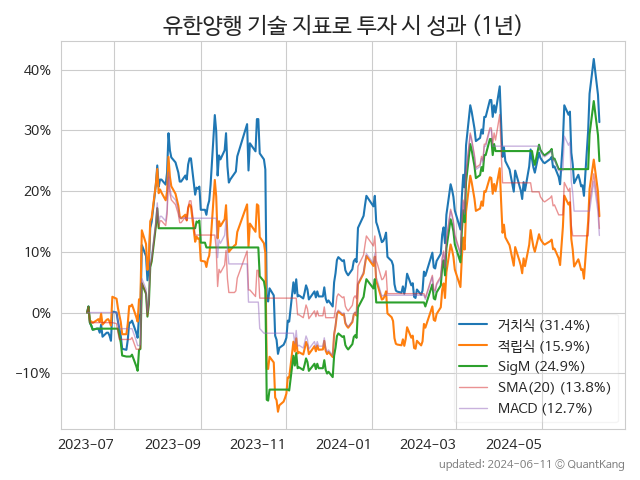 유한양행 기술 지표로 투자 시 성과 (1년)
40%
30%
20%
10%
0%
−10%
거치식 (31.4%)
적립식 (15.9%)
SigM (24.9%)
SMA(20) (13.8%)
MACD (12.7%)
2023-07 2023-09 2023-11 2024-01 2024-03 2024-05
updated: 2024-06-11 ⓒ QuantKang